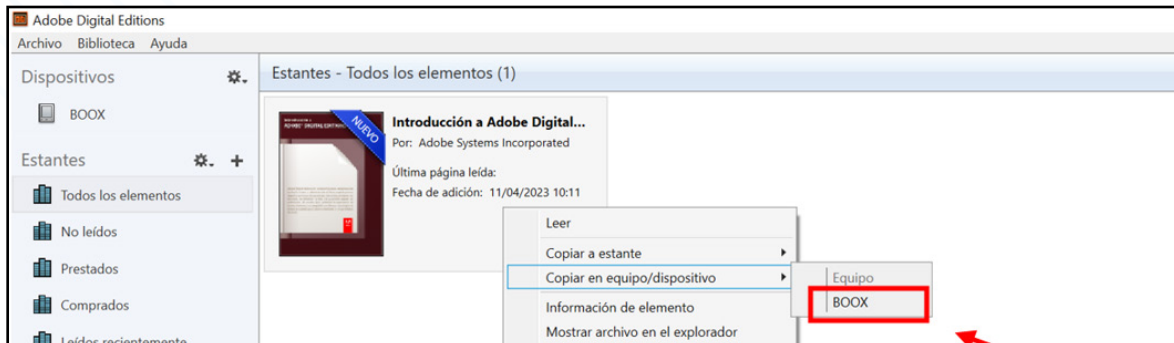 Adobe Digital Editions
Archivo Biblioteca Ayuda
Dispositivos
BOOX
Estantes
Todos los elementos
No leídos
Prestados
Comprados
Leídos recientemente
Estantes - Todos los elementos (1)
NUEVO
Introducción a Adobe Digital...
Por: Adobe Systems Incorporated
Última página leída:
Fecha de adición: 11/04/2023 10:11
Leer
Copiar a estante
Copiar en equipo/dispositivo
Información de elemento
Mostrar archivo en el explorador
Equipo
BOOX